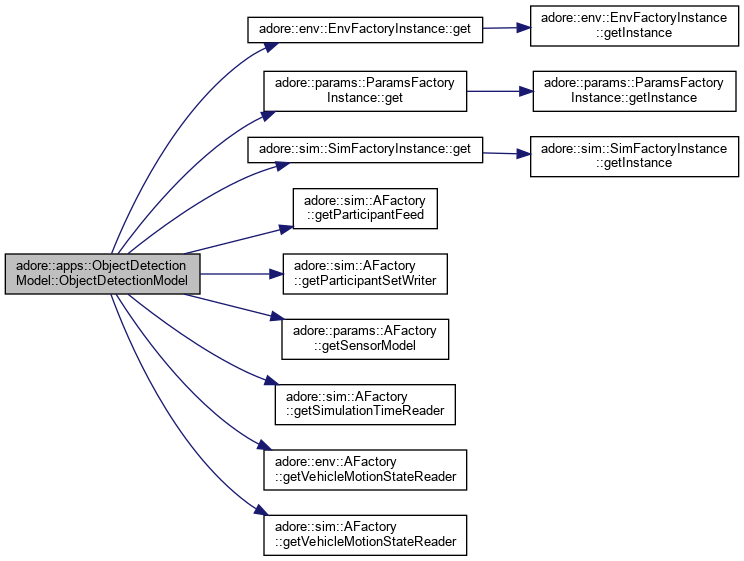 adore::env::EnvFactoryInstance::get
adore::env::EnvFactoryInstance
::getInstance
adore::params::ParamsFactory
Instance::get
adore::params::ParamsFactory
Instance::getInstance
adore::sim::SimFactoryInstance::get
adore::sim::SimFactoryInstance
::getInstance
adore::sim::AFactory
::getParticipantFeed
adore::apps::ObjectDetection
Model::ObjectDetectionModel
adore::sim::AFactory
::getParticipantSetWriter
adore::params::AFactory
::getSensorModel
adore::sim::AFactory
::getSimulationTimeReader
adore::env::AFactory
::getVehicleMotionStateReader
adore::sim::AFactory
::getVehicleMotionStateReader